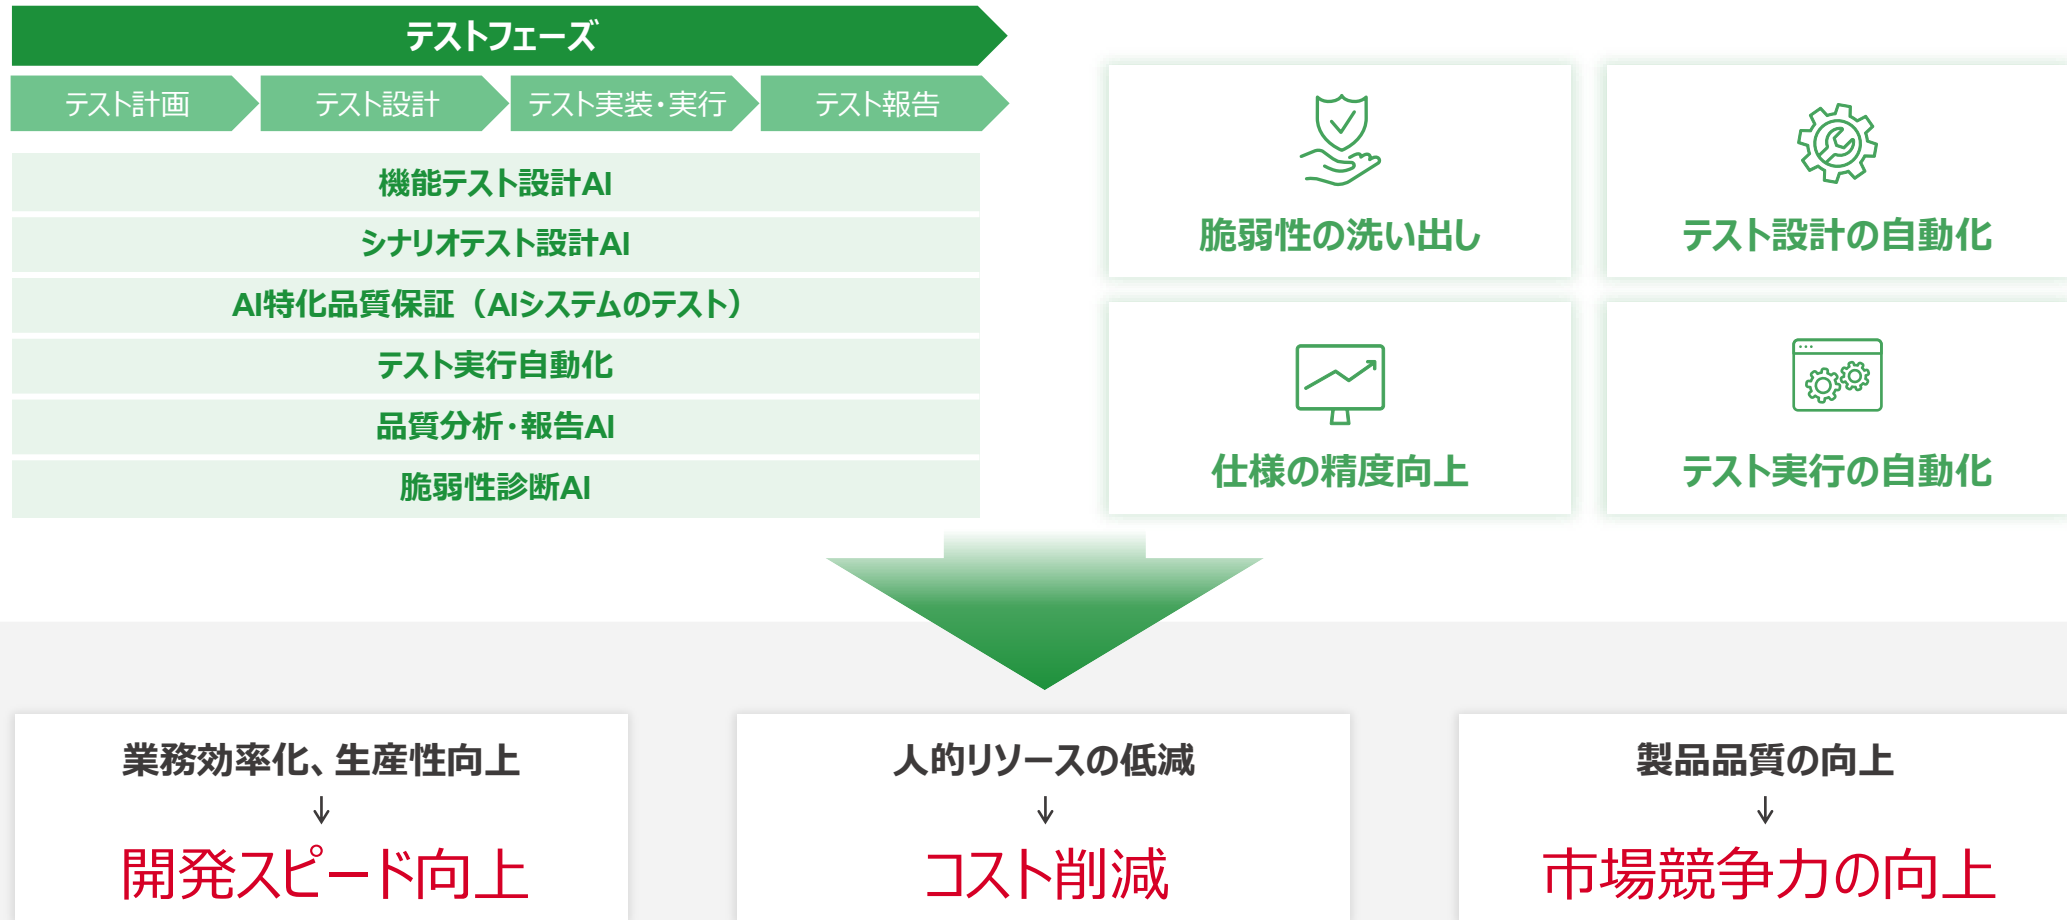 テストフェーズ
テスト計画
テスト設計
テスト実装・実行
テスト報告
機能テスト設計AI
シナリオテスト設計AI
AI特化品質保証（AIシステムのテスト）
テスト実行自動化
品質分析・報告AI
脆弱性診断AI
脆弱性の洗い出し
テスト設計の自動化
仕様の精度向上
テスト実行の自動化
業務効率化、生産性向上
↓
開発スピード向上
人的リソースの低減
↓
コスト削減
製品品質の向上
↓
市場競争力の向上